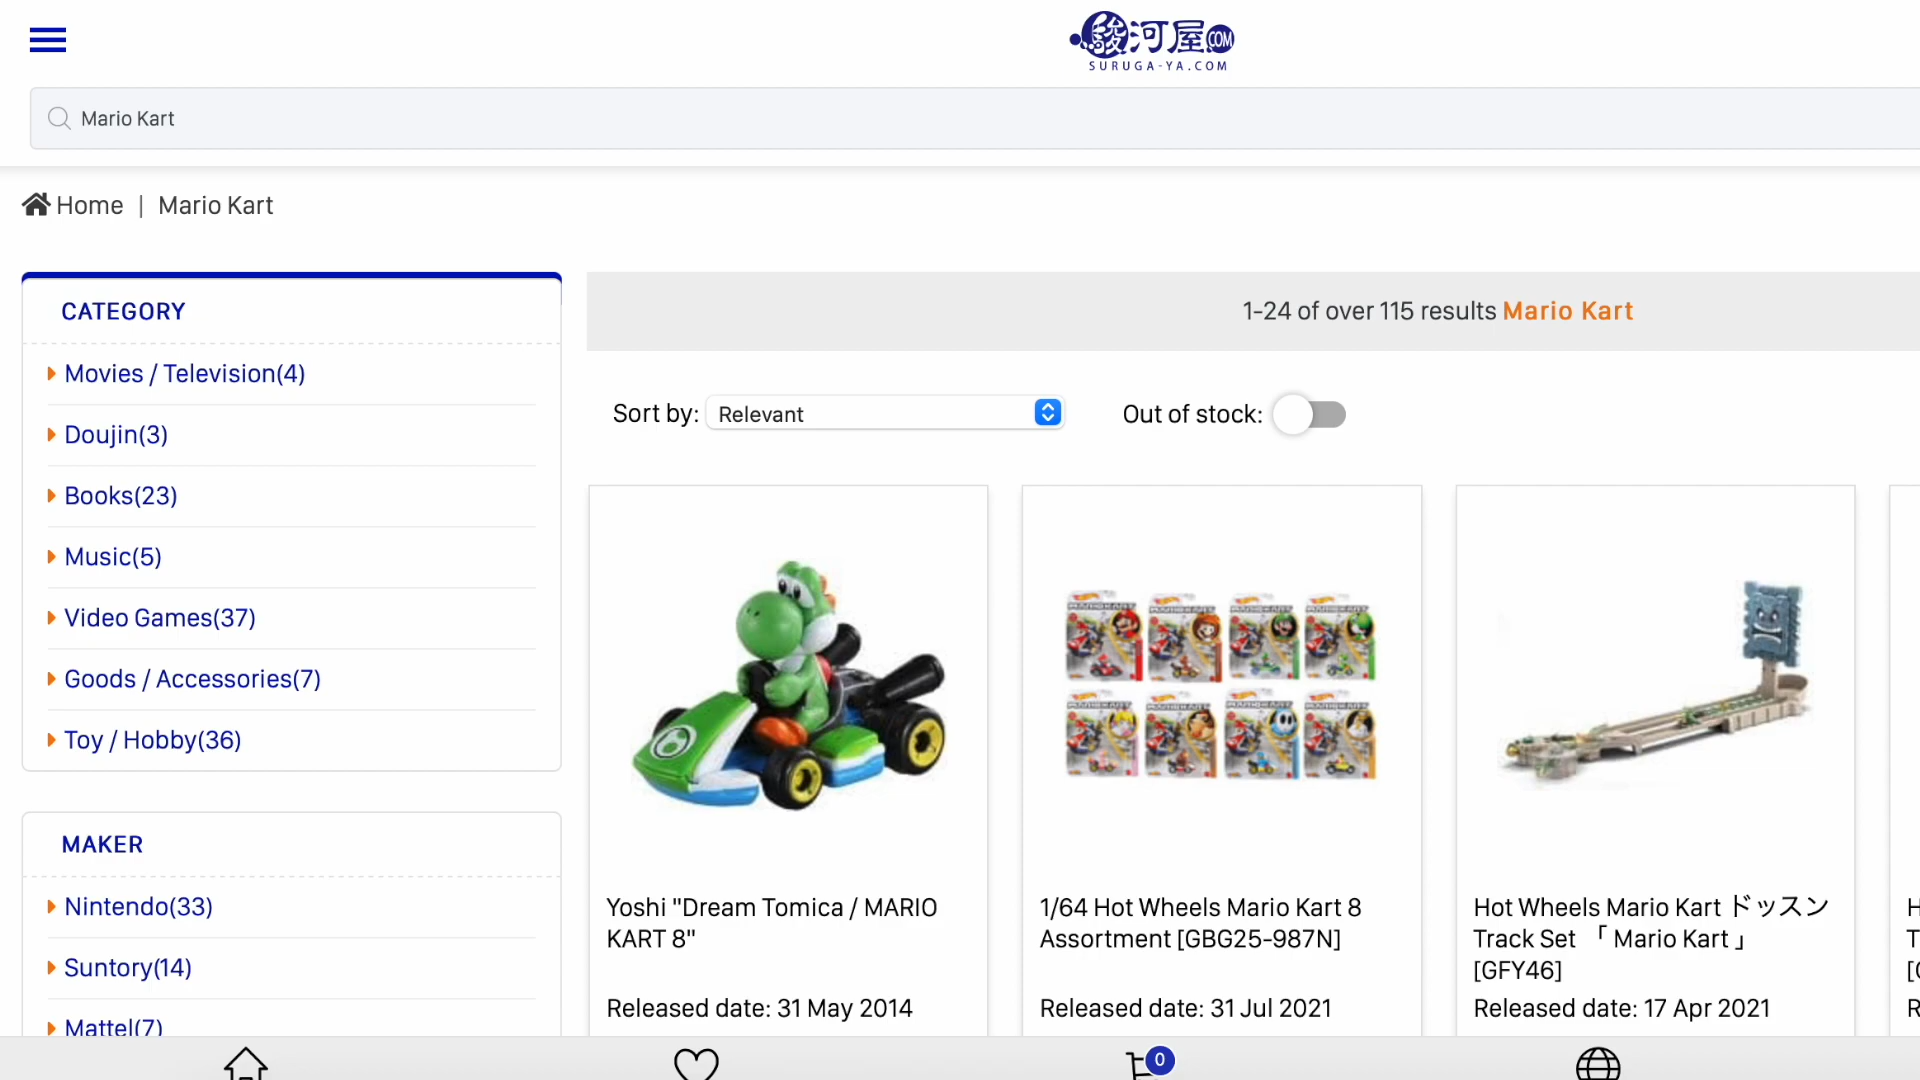 駿河屋.COM
SURUGA-YA.COM
Mario Kart
Home | Mario Kart
CATEGORY
Movies / Television(4)
Doujin(3)
Books(23)
Music(5)
Video Games(37)
Goods / Accessories(7)
Toy / Hobby(36)
MAKER
Nintendo(33)
Suntory(14)
Mattel(7)
1-24 of over 115 results Mario Kart
Sort by: Relevant
Out of stock:
Yoshi "Dream Tomica / MARIO
KART 8"
Released date: 31 May 2014
1/64 Hot Wheels Mario Kart 8
Assortment [GBG25-987N]
Released date: 31 Jul 2021
Hot Wheels Mario Kart ドッスン
Track Set 「Mario Kart」
[GFY46]
Released date: 17 Apr 2021
0